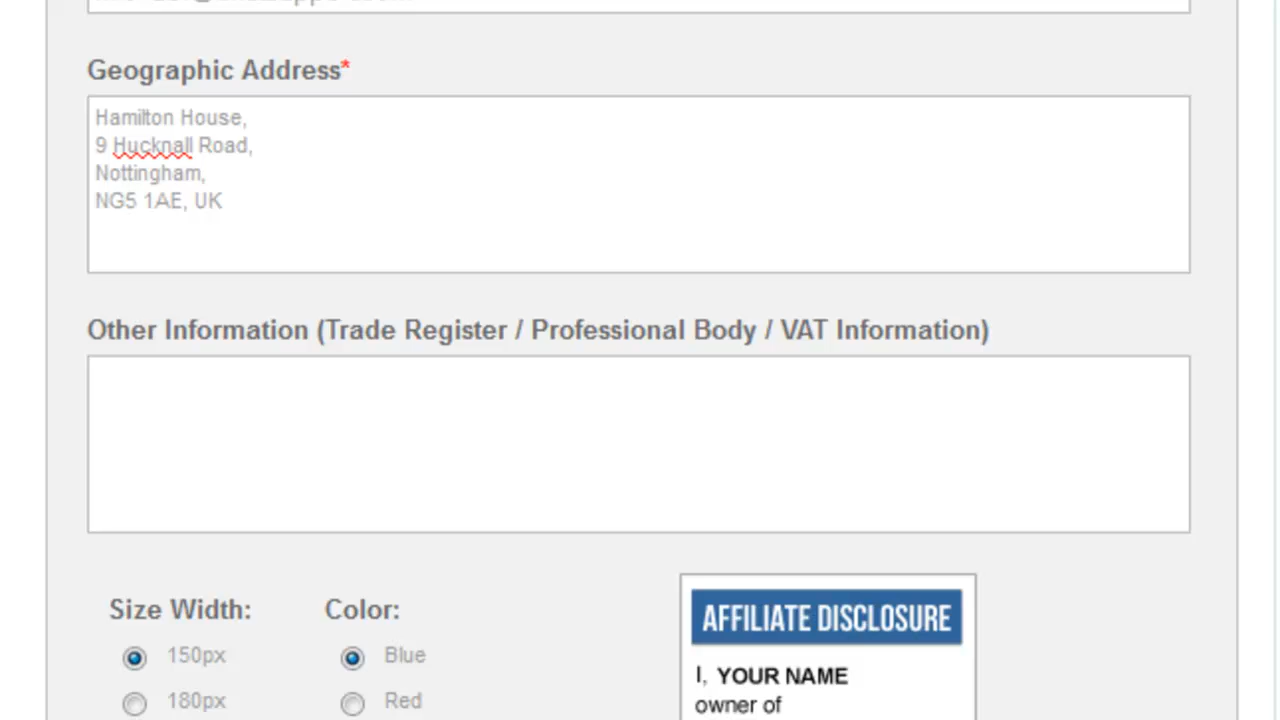 Geographic Address*
Hamilton House,
9 Hucknall Road,
Nottingham,
NG5 1AE, UK
Other Information (Trade Register / Professional Body / VAT Information)
Size Width:
Color:
150px
Blue
180px
Red
AFFILIATE DISCLOSURE
I, YOUR NAME
owner of